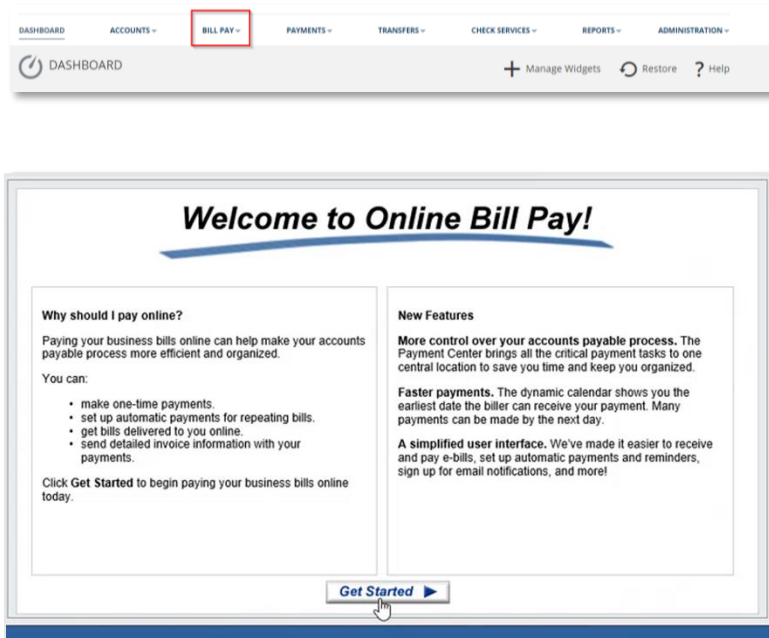 DASHBOARD ACCOUNTS BILL PAY PAYMENTS TRANSFERS CHECK SERVICES REPORTS ADMINISTRATION
DASHBOARD Manage Widgets Restore ? Help
Welcome to Online Bill Pay!
Why should I pay online?
Paying your business bills online can help make your accounts
payable process more efficient and organized.
You can:
• make one-time payments.
• set up automatic payments for repeating bills.
• get bills delivered to you online.
• send detailed invoice information with your
payments.
Click Get Started to begin paying your business bills online
today.
New Features
More control over your accounts payable process. The
Payment Center brings all the critical payment tasks to one
central location to save you time and keep you organized.
Faster payments. The dynamic calendar shows you the
earliest date the biller can receive your payment. Many
payments can be made by the next day.
A simplified user interface. We've made it easier to receive
and pay e-bills, set up automatic payments and reminders,
sign up for email notifications, and more!
Get Started